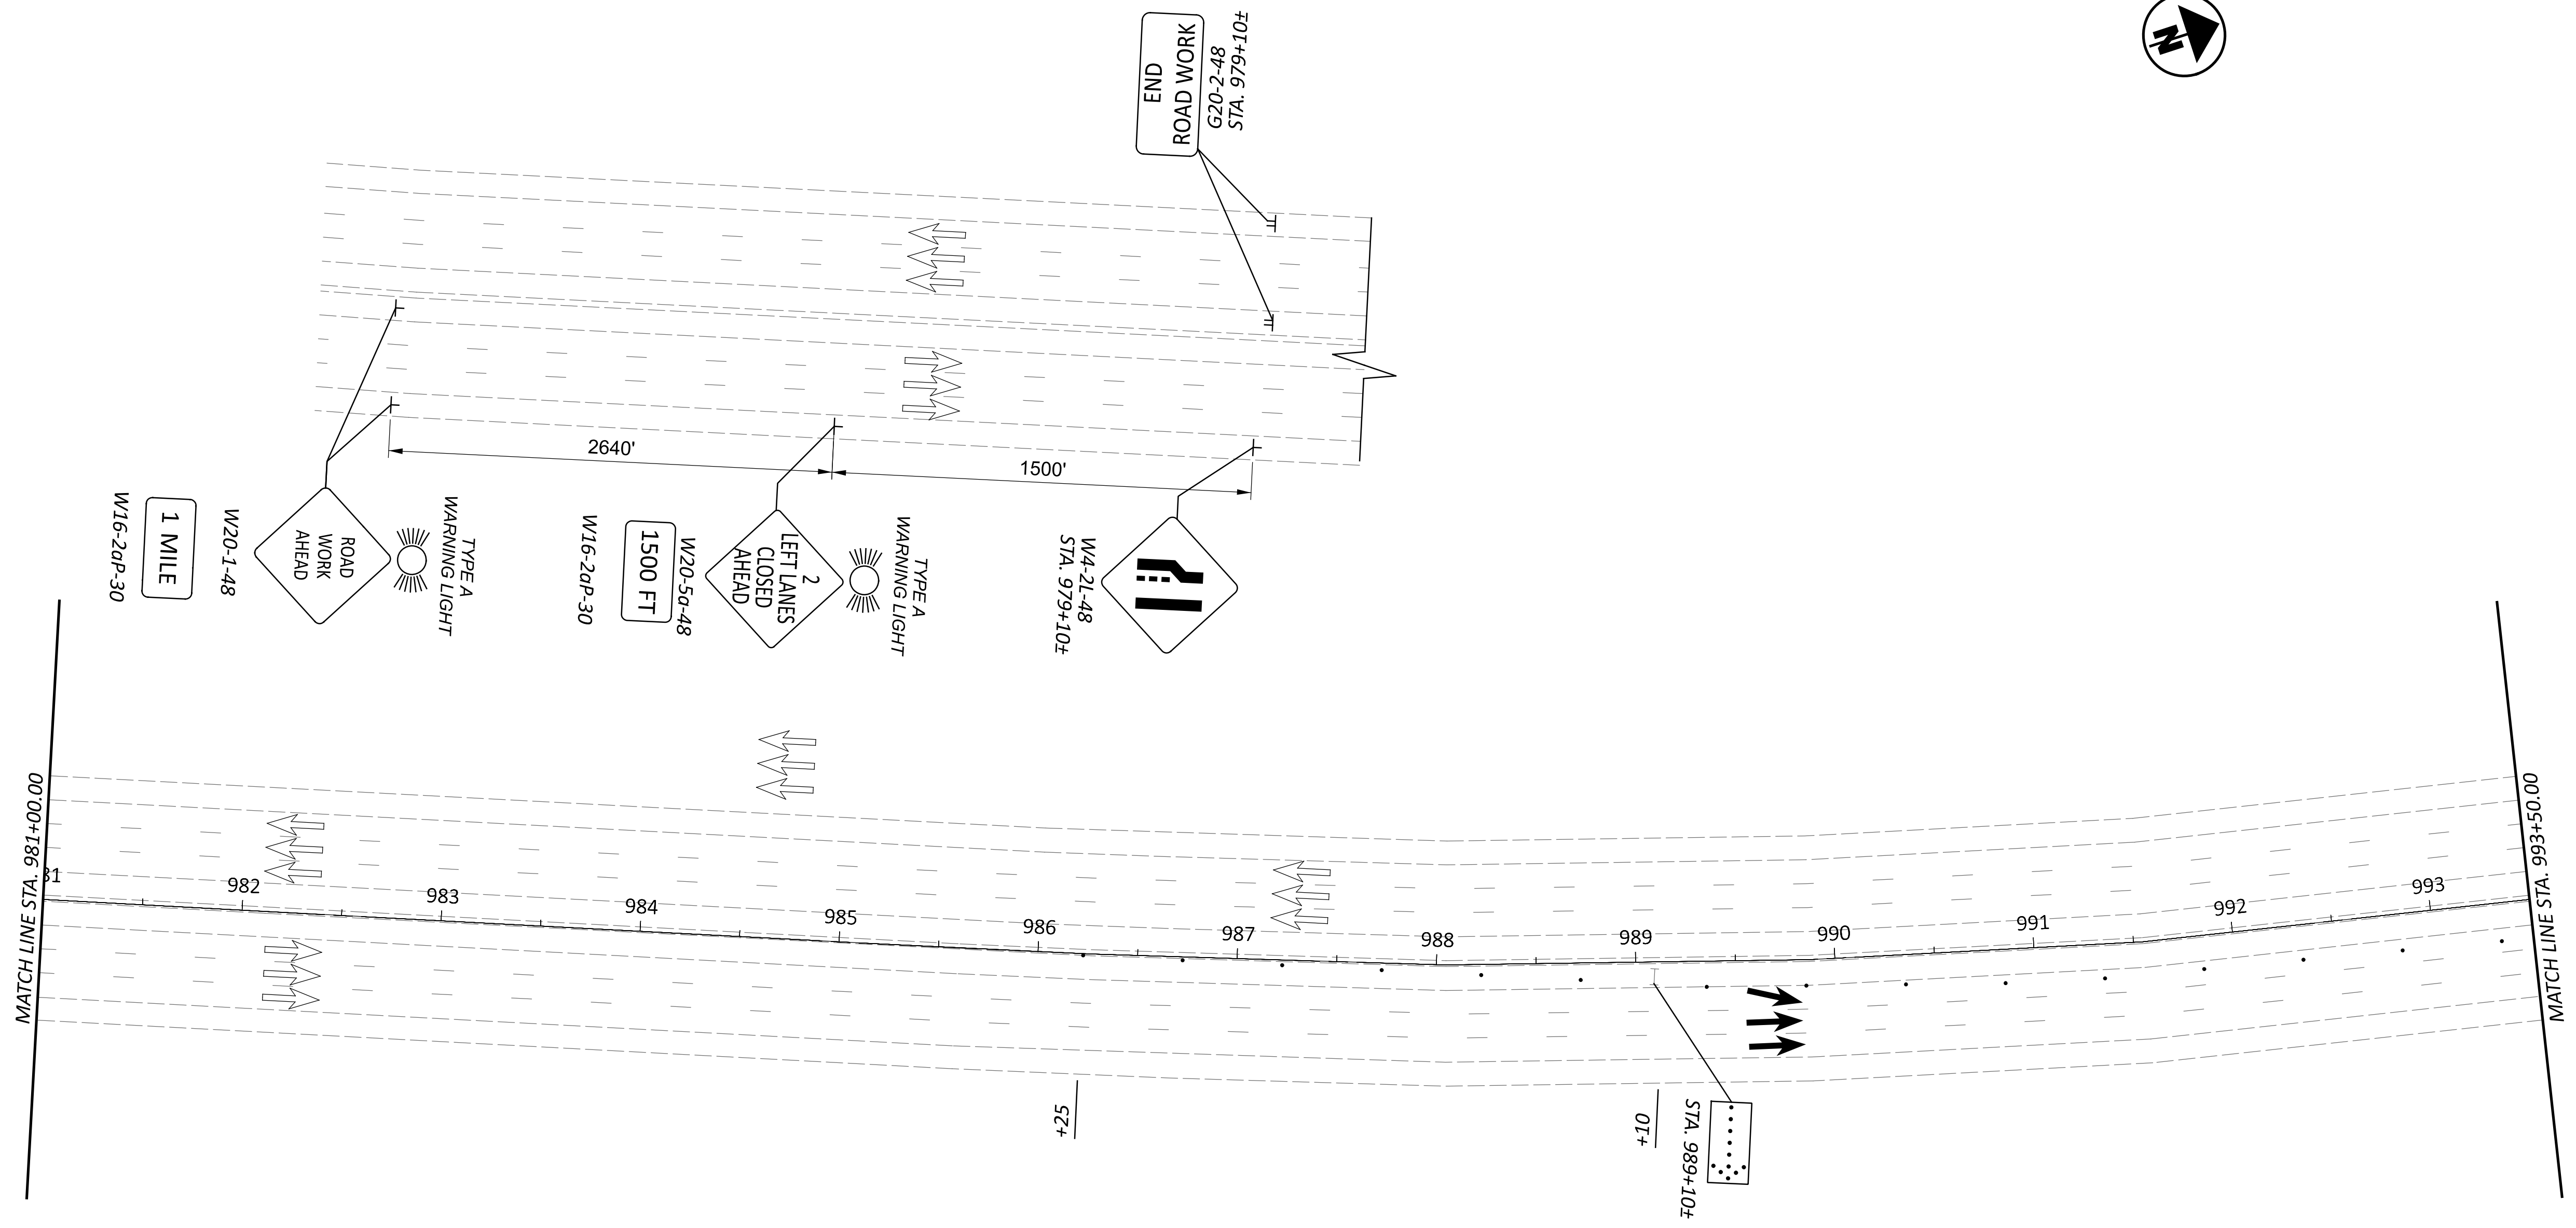 N
END
ROAD WORK
G20-2-48
STA. 979+10±
2640'
1500'
W16-2aP-30
1 MILE
W20-1-48
ROAD
WORK
AHEAD
TYPE A
WARNING LIGHT
W16-2aP-30
1500 FT
W20-5a-48
2
LEFT LANES
CLOSED
AHEAD
TYPE A
WARNING LIGHT
W4-2L-48
STA. 979+10±
MATCH LINE STA. 981+00.00
81
982
983
984
985
986
987
988
989
990
991
992
993
MATCH LINE STA. 993+50.00
+25
+10
STA. 989+10±